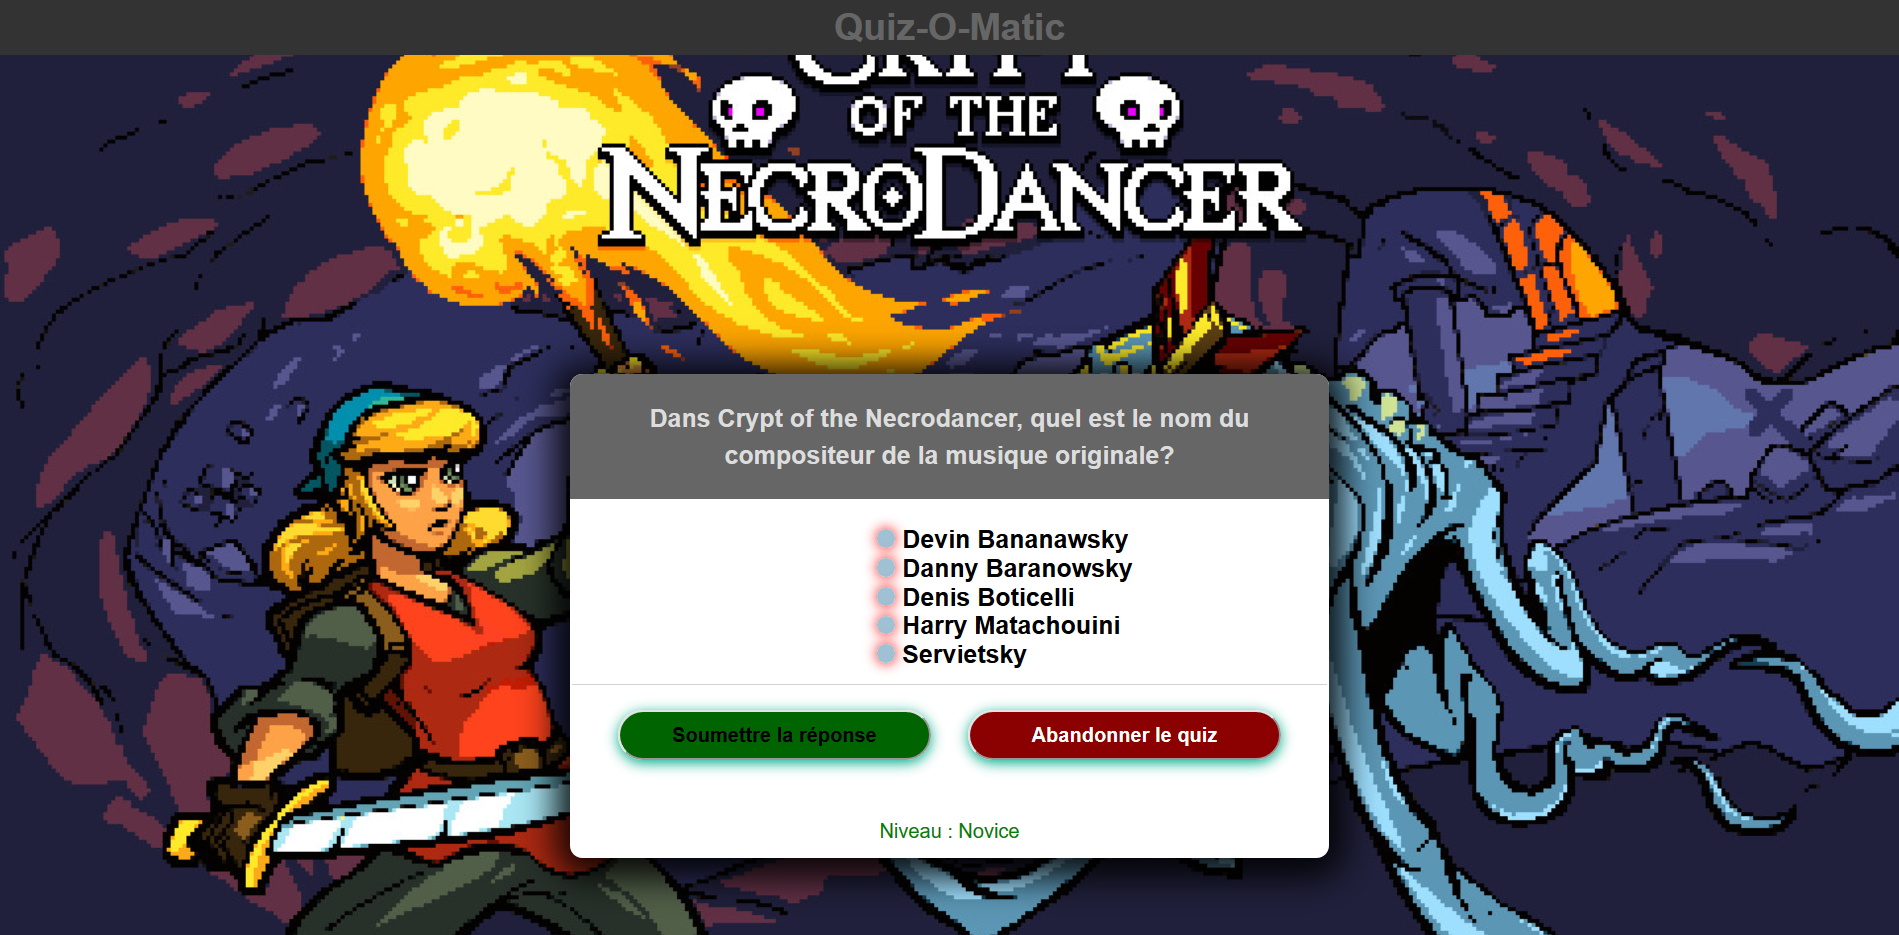 Quiz-O-Matic
CRYPT
OF THE
NECRODANCER
Dans Crypt of the Necrodancer, quel est le nom du
compositeur de la musique originale?
Devin Bananawsky
Danny Baranowsky
Denis Boticelli
Harry Matachouini
Servietsky
Soumettre la réponse
Abandonner le quiz
Niveau : Novice